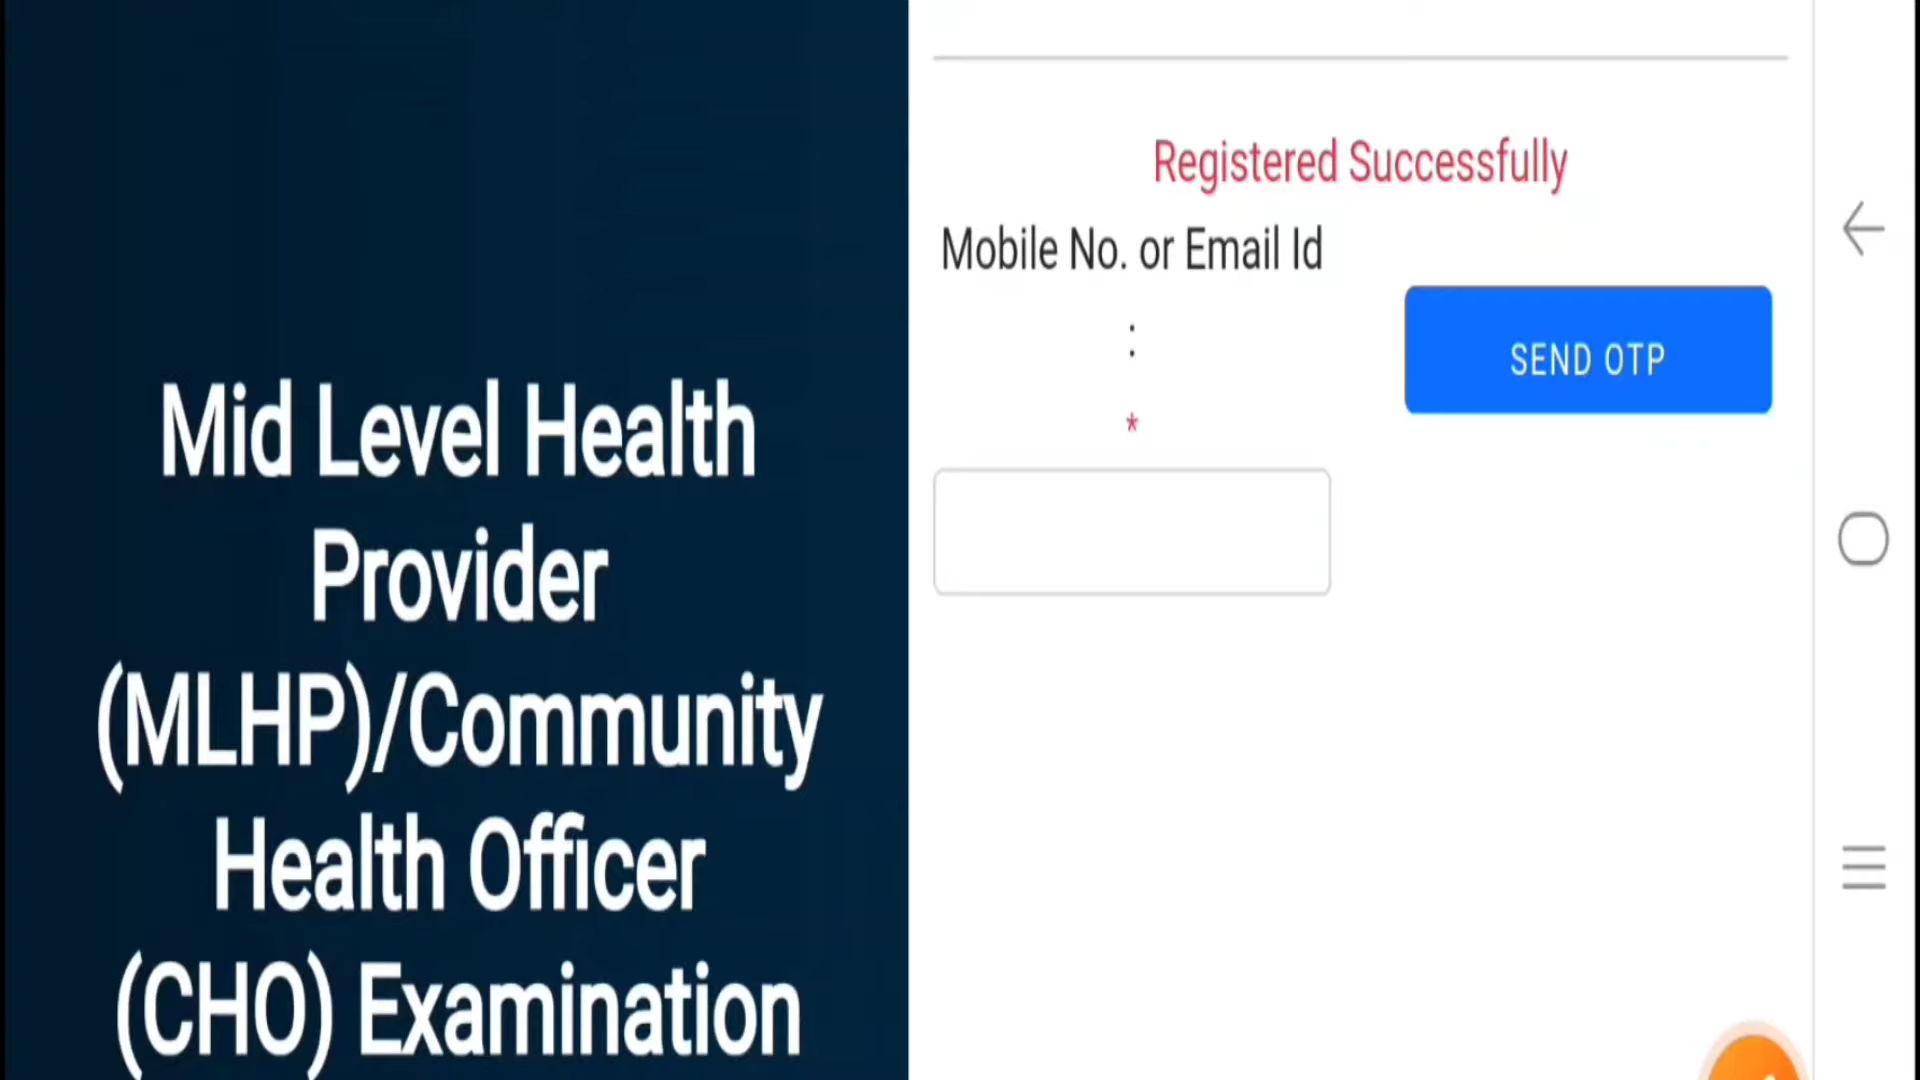 Mid Level Health
Provider
(MLHP)/Community
Health Officer
(CHO) Examination
Registered Successfully
Mobile No. or Email Id
:
*
SEND OTP